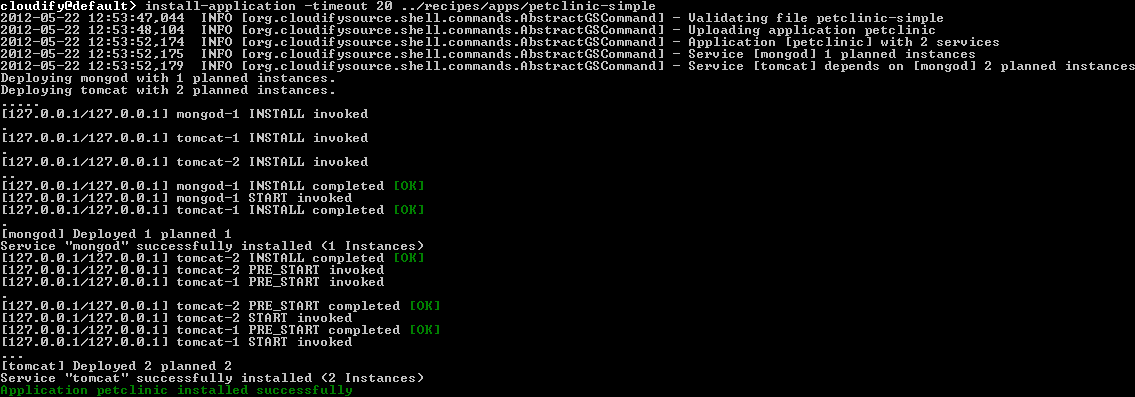 cloudify@default> install-application -timeout 20 ../recipes/apps/petclinic-simple
2012-05-22 12:53:47,044  INFO [org.cloudifysource.shell.commands.AbstractGSCommand] - Validating file petclinic-simple
2012-05-22 12:53:48,104  INFO [org.cloudifysource.shell.commands.AbstractGSCommand] - Uploading application petclinic
2012-05-22 12:53:52,174  INFO [org.cloudifysource.shell.commands.AbstractGSCommand] - Application [petclinic] with 2 services
2012-05-22 12:53:52,175  INFO [org.cloudifysource.shell.commands.AbstractGSCommand] - Service [mongod] 1 planned instances
2012-05-22 12:53:52,179  INFO [org.cloudifysource.shell.commands.AbstractGSCommand] - Service [tomcat] depends on [mongod] 2 planned instances
Deploying mongod with 1 planned instances.
Deploying tomcat with 2 planned instances.
.....
[127.0.0.1/127.0.0.1] mongod-1 INSTALL invoked
.
[127.0.0.1/127.0.0.1] tomcat-1 INSTALL invoked
.
[127.0.0.1/127.0.0.1] tomcat-2 INSTALL invoked
..
[127.0.0.1/127.0.0.1] mongod-1 INSTALL completed [OK]
[127.0.0.1/127.0.0.1] mongod-1 START invoked
[127.0.0.1/127.0.0.1] tomcat-1 INSTALL completed [OK]
.
[mongod] Deployed 1 planned 1
Service "mongod" successfully installed (1 Instances)
[127.0.0.1/127.0.0.1] tomcat-2 INSTALL completed [OK]
[127.0.0.1/127.0.0.1] tomcat-2 PRE_START invoked
[127.0.0.1/127.0.0.1] tomcat-1 PRE_START invoked
.
[127.0.0.1/127.0.0.1] tomcat-2 PRE_START completed [OK]
[127.0.0.1/127.0.0.1] tomcat-2 START invoked
[127.0.0.1/127.0.0.1] tomcat-1 PRE_START completed [OK]
[127.0.0.1/127.0.0.1] tomcat-1 START invoked
...
[tomcat] Deployed 2 planned 2
Service "tomcat" successfully installed (2 Instances)
Application petclinic installed successfully